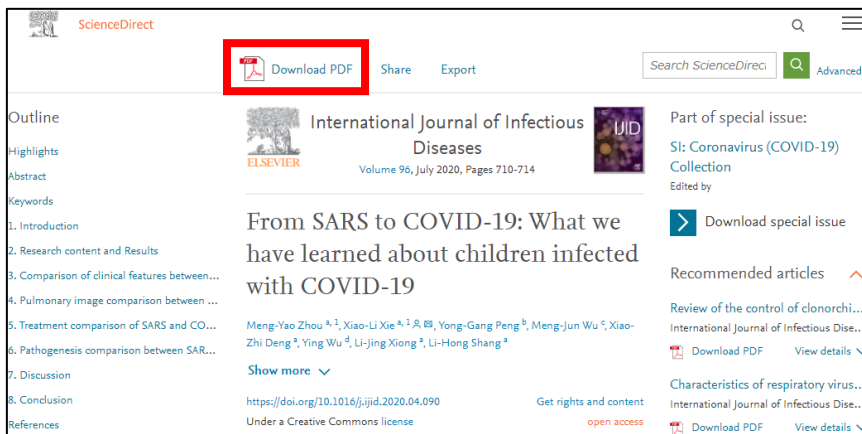 ScienceDirect
Download PDF
Share
Export
Search ScienceDirect
Advanced
Outline
Highlights
Abstract
Keywords
1. Introduction
2. Research content and Results
3. Comparison of clinical features between...
4. Pulmonary image comparison between ...
5. Treatment comparison of SARS and CO...
6. Pathogenesis comparison between SAR...
7. Discussion
8. Conclusion
References
ELSEVIER
International Journal of Infectious
Diseases
Volume 96, July 2020, Pages 710-714
IJID
From SARS to COVID-19: What we
have learned about children infected
with COVID-19
Meng-Yao Zhou a, 1, Xiao-Li Xie a, 1, Yong-Gang Peng b, Meng-Jun Wu c, Xiao-
Zhi Deng a, Ying Wu d, Li-Jing Xiong a, Li-Hong Shang a
Show more
https://doi.org/10.1016/j.ijid.2020.04.090
Get rights and content
Under a Creative Commons license
open access
Part of special issue:
SI: Coronavirus (COVID-19)
Collection
Edited by
Download special issue
Recommended articles
Review of the control of clonorchi...
International Journal of Infectious Dise...
Download PDF
View details
Characteristics of respiratory virus...
International Journal of Infectious Dise...
Download PDF
View details